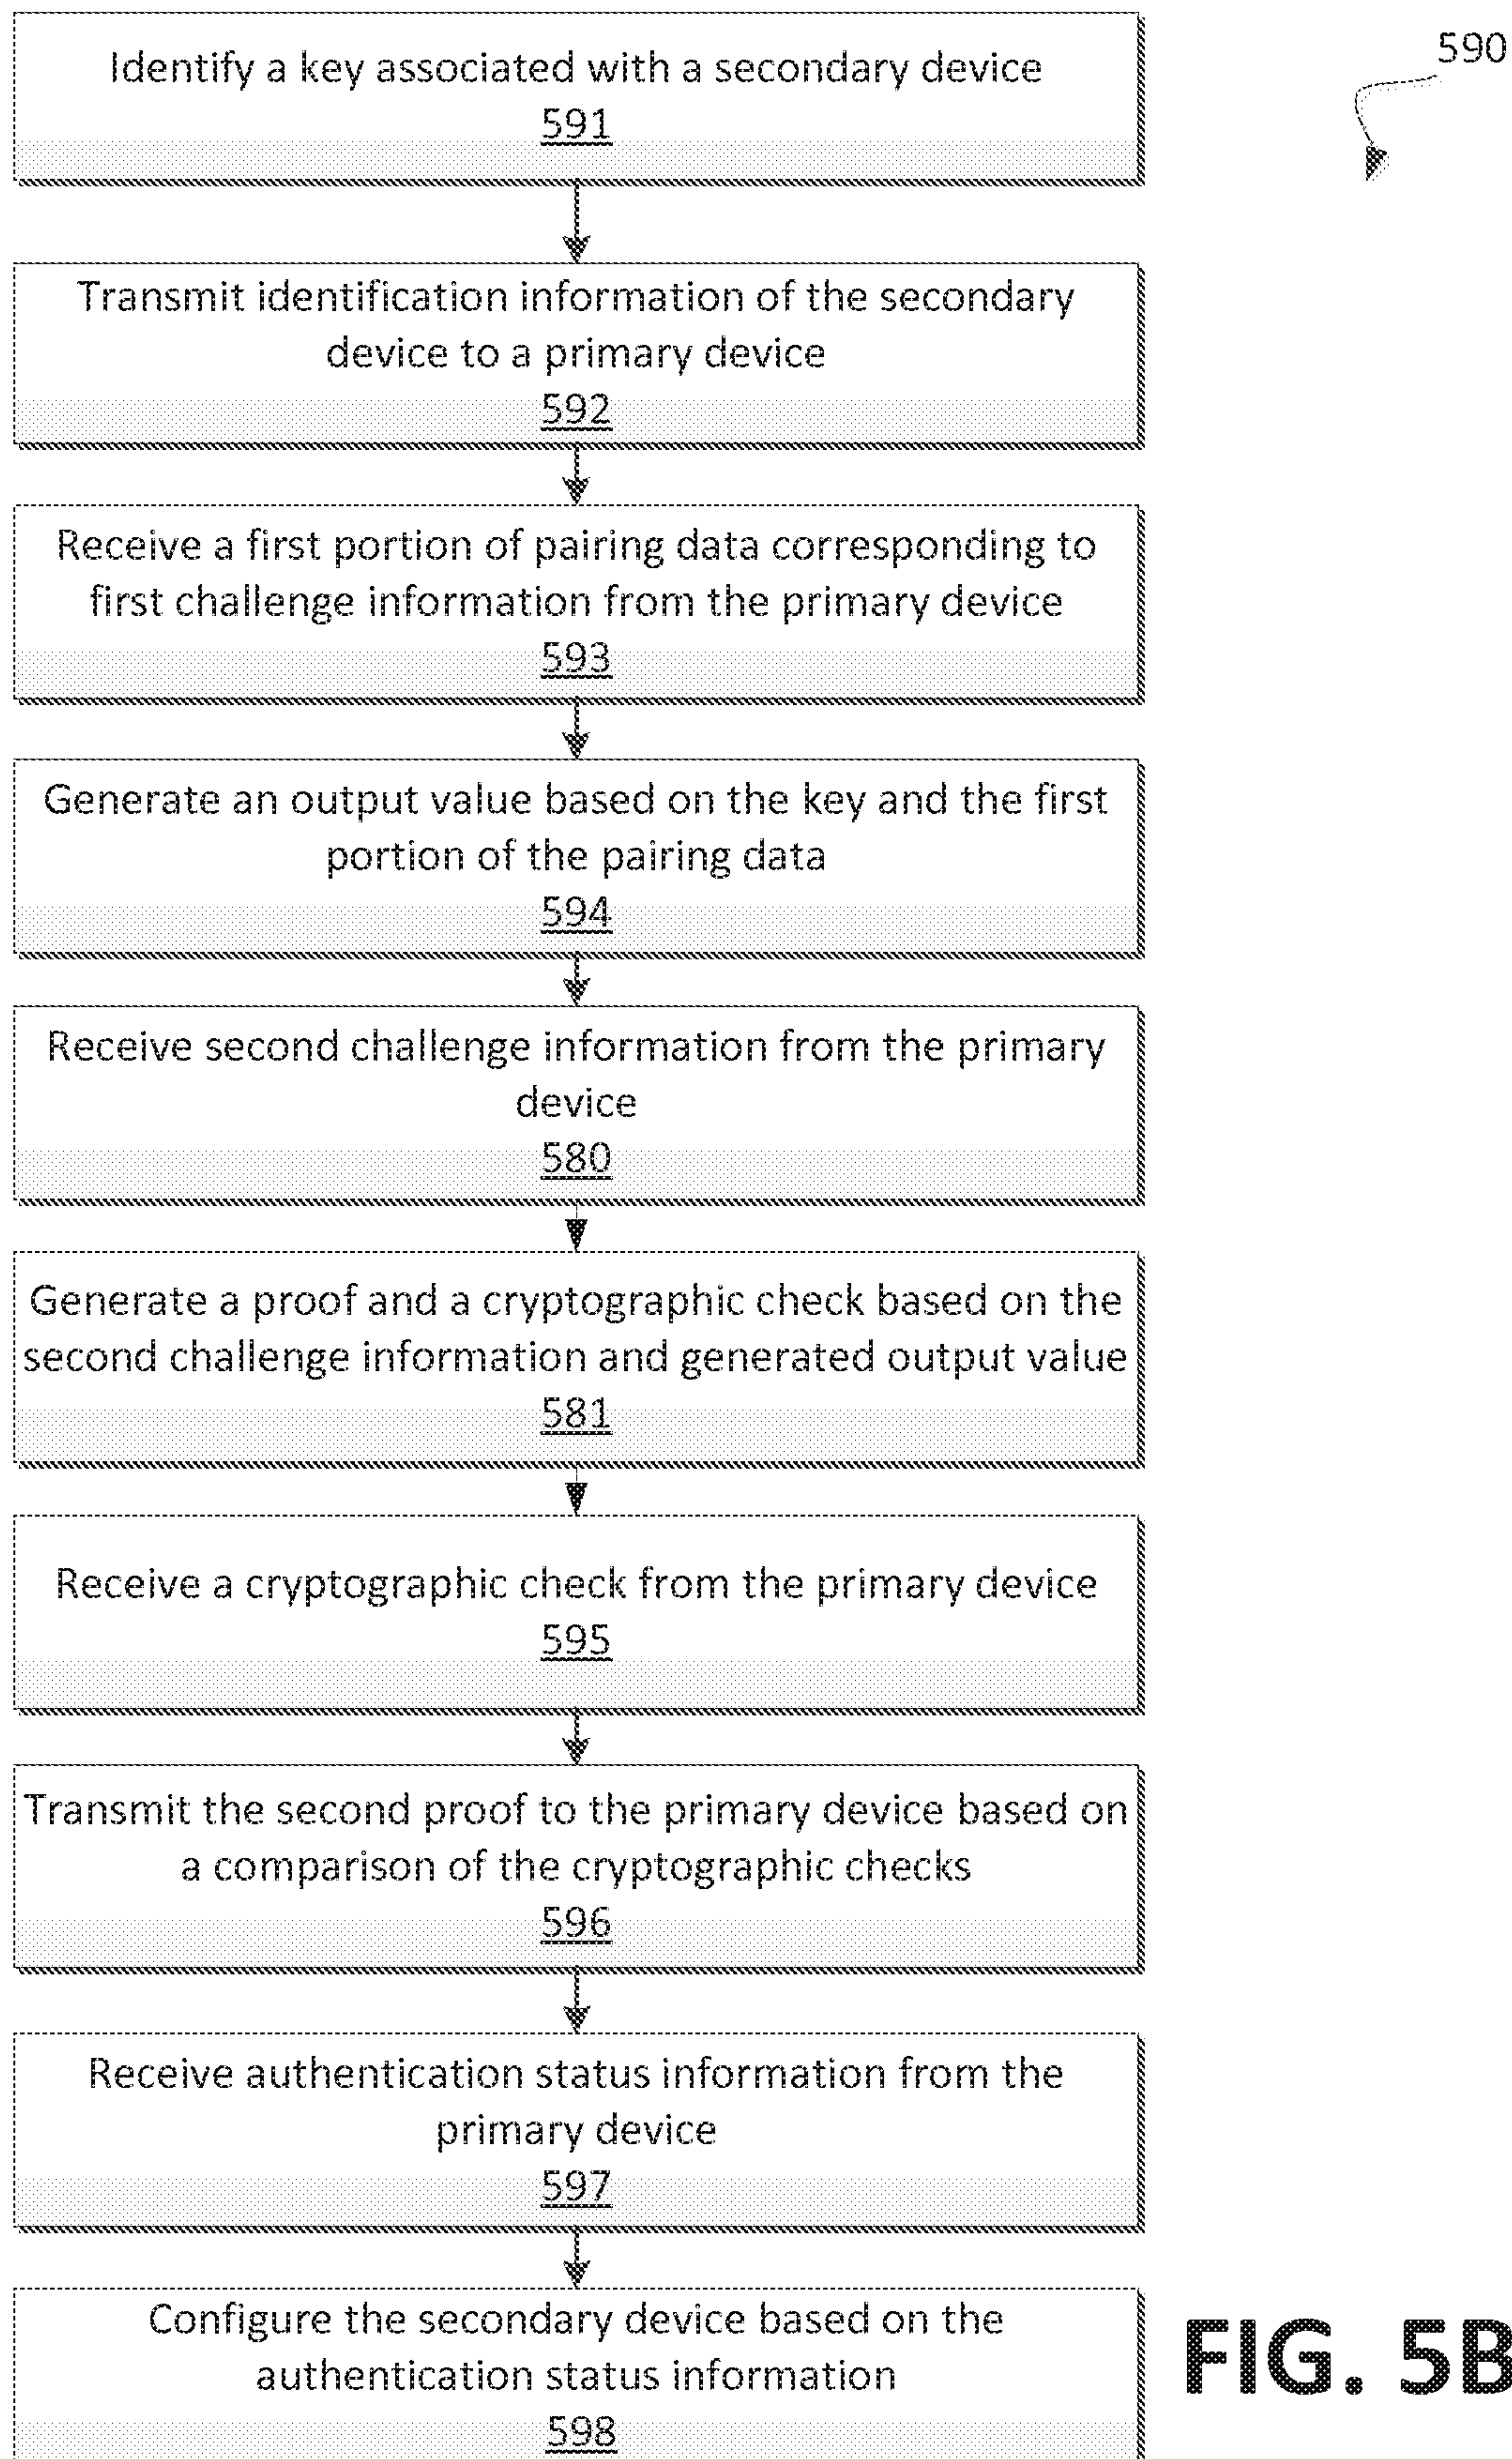 590
Identify a key associated with a secondary device
591
Transmit identification information of the secondary
device to a primary device
592
Receive a first portion of pairing data corresponding to
first challenge information from the primary device
593
Generate an output value based on the key and the first
portion of the pairing data
594
Receive second challenge information from the primary
device
580
Generate a proof and a cryptographic check based on the
second challenge information and generated output value
581
Receive a cryptographic check from the primary device
595
Transmit the second proof to the primary device based on
a comparison of the cryptographic checks
596
Receive authentication status information from the
primary device
597
Configure the secondary device based on the
authentication status information
598
FIG. 5B